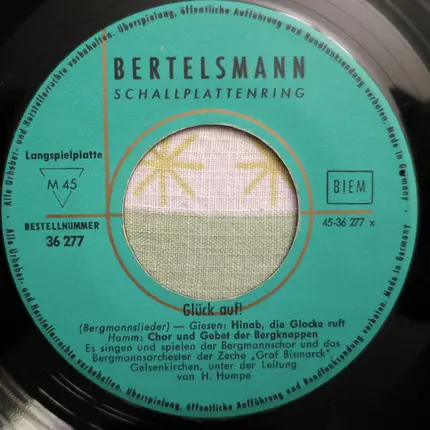 Alle Urheber- und Herstellerrechte vorbehalten. Überspielung, öffentliche Aufführung und Rundfunksendung verboten. Made in Germany
BERTELSMANN
SCHALLPLATTENRING
Langspielplatte
M 45
BIEM
BESTELLNUMMER
36 277
45-36 277 x
Glück auf!
(Bergmannslieder) — Giesen: Hinab, die Glocke ruft
Hamm: Chor und Gebet der Bergknappen
Es singen und spielen der Bergmannschor und das
Bergmannsorchester der Zeche „Graf Bismarck",
Gelsenkirchen, unter der Leitung
von H. Humpe
Alle Urheber- und Herstellerrechte vorbehalten. Überspielung, öffentliche Aufführung und Rundfunksendung verboten. Made in Germany